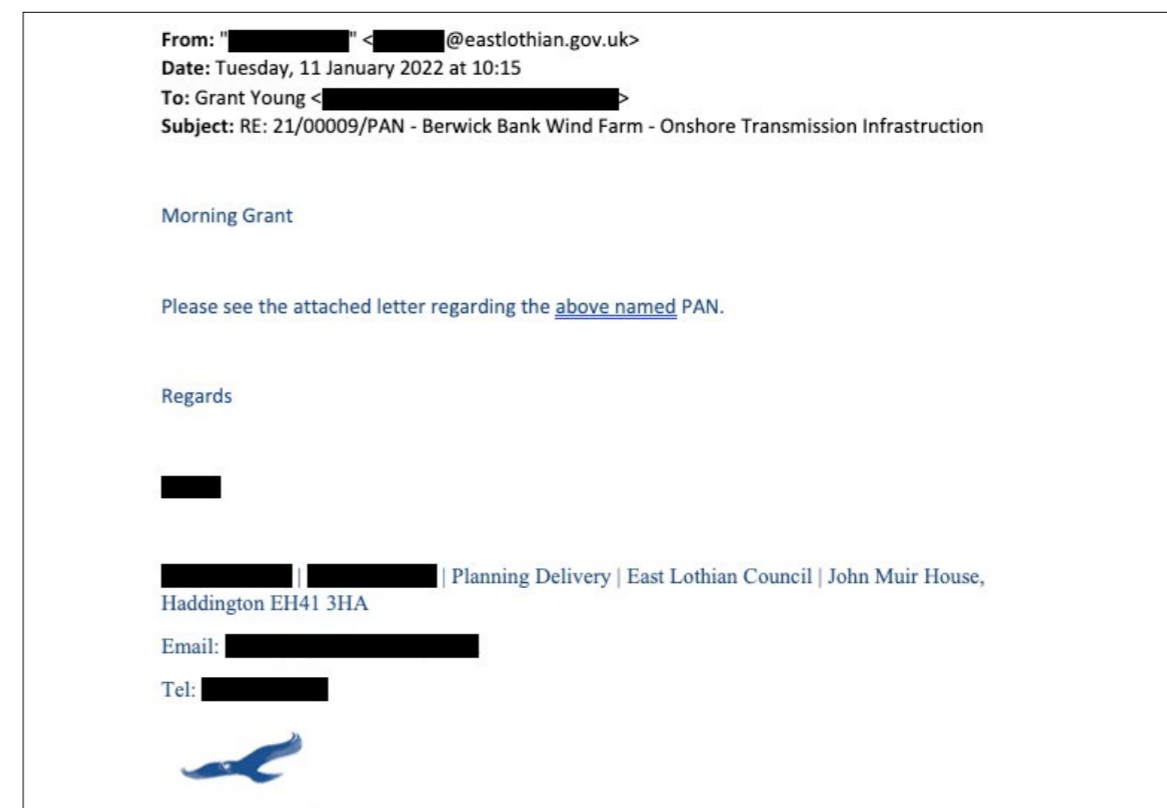 From: "" <@eastlothian.gov.uk>
Date: Tuesday, 11 January 2022 at 10:15
To: Grant Young <>
Subject: RE: 21/00009/PAN - Berwick Bank Wind Farm - Onshore Transmission Infrastruction
Morning Grant
Please see the attached letter regarding the above named PAN.
Regards
| | Planning Delivery | East Lothian Council | John Muir House,
Haddington EH41 3HA
Email:
Tel: